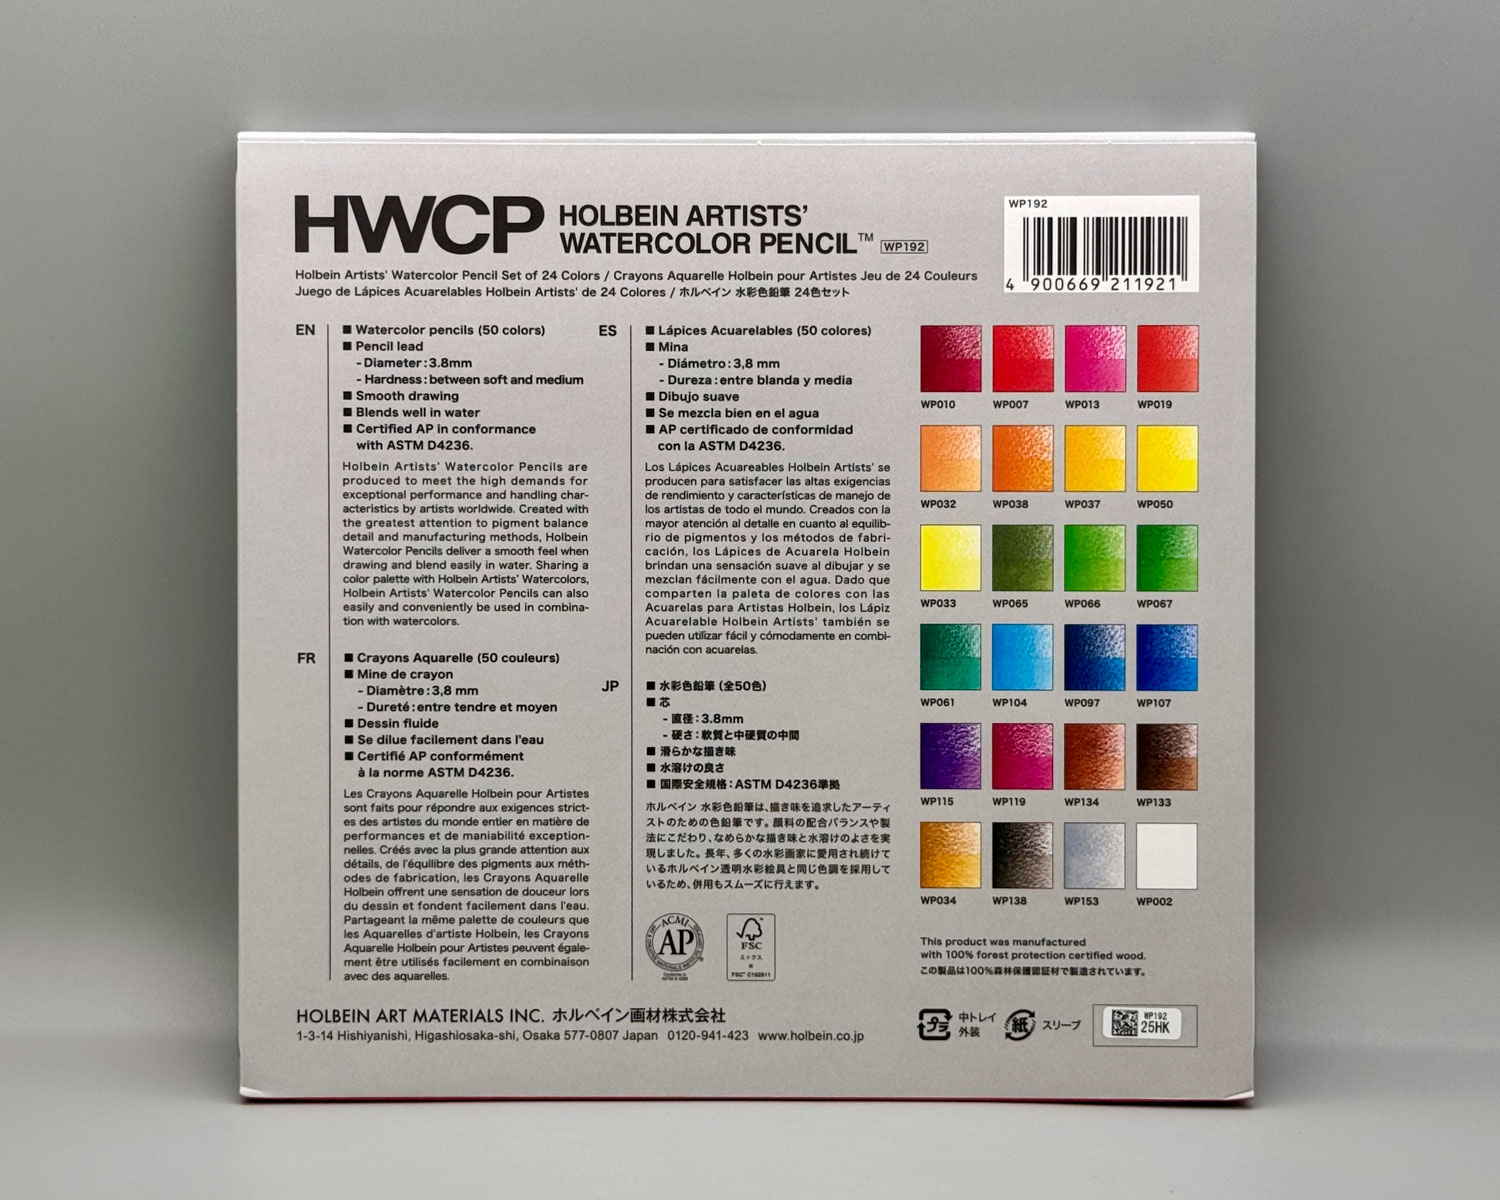 HWCP
HOLBEIN ARTISTS'
WATERCOLOR PENCIL™ WP192
Holbein Artists' Watercolor Pencil Set of 24 Colors / Crayons Aquarelle Holbein pour Artistes Jeu de 24 Couleurs
Juego de Lápices Acuarelables Holbein Artists' de 24 Colores / ホルベイン 水彩色鉛筆 24色セット
WP192
4 900669 211921
EN
■ Watercolor pencils (50 colors)
■ Pencil lead
- Diameter: 3.8mm
- Hardness: between soft and medium
■ Smooth drawing
■ Blends well in water
■ Certified AP in conformance
with ASTM D4236.
Holbein Artists' Watercolor Pencils are
produced to meet the high demands for
exceptional performance and handling char-
acteristics by artists worldwide. Created with
the greatest attention to pigment balance
detail and manufacturing methods, Holbein
Watercolor Pencils deliver a smooth feel when
drawing and blend easily in water. Sharing a
color palette with Holbein Artists' Watercolors,
Holbein Artists' Watercolor Pencils can also
easily and conveniently be used in combina-
tion with watercolors.
FR
■ Crayons Aquarelle (50 couleurs)
■ Mine de crayon
- Diamètre: 3,8 mm
- Dureté: entre tendre et moyen
■ Dessin fluide
■ Se dilue facilement dans l'eau
■ Certifié AP conformément
à la norme ASTM D4236.
Les Crayons Aquarelle Holbein pour Artistes
sont faits pour répondre aux exigences strict-
es des artistes du monde entier en matière de
performances et de maniabilité exception-
nelles. Créés avec la plus grande attention aux
détails, de l'équilibre des pigments aux méth-
odes de fabrication, les Crayons Aquarelle
Holbein offrent une sensation de douceur lors
du dessin et fondent facilement dans l'eau.
Partageant la même palette de couleurs que
les Aquarelles d'artiste Holbein, les Crayons
Aquarelle Holbein pour Artistes peuvent égale-
ment être utilisés facilement en combinaison
avec des aquarelles.
ES
■ Lápices Acuarelables (50 colores)
■ Mina
- Diámetro: 3,8 mm
- Dureza: entre blanda y media
■ Dibujo suave
■ Se mezcla bien en el agua
■ AP certificado de conformidad
con la ASTM D4236.
Los Lápices Acuareables Holbein Artists' se
producen para satisfacer las altas exigencias
de rendimiento y características de manejo de
los artistas de todo el mundo. Creados con la
mayor atención al detalle en cuanto al equilib-
rio de pigmentos y los métodos de fabri-
cación, los Lápices de Acuarela Holbein
brindan una sensación suave al dibujar y se
mezclan fácilmente con el agua. Dado que
comparten la paleta de colores con las
Acuarelas para Artistas Holbein, los Lápiz
Acuarelable Holbein Artists' también se
pueden utilizar fácil y cómodamente en combi-
nación con acuarelas.
JP
■ 水彩色鉛筆 (全50色)
■ 芯
- 直径: 3.8mm
- 硬さ: 軟質と中硬質の中間
■ 滑らかな描き味
■ 水溶けの良さ
■ 国際安全規格: ASTM D4236準拠
ホルベイン 水彩色鉛筆は、描き味を追求したアーティ
ストのための色鉛筆です。顔料の配合バランスや製
法にこだわり、なめらかな描き味と水溶けのよさを実
現しました。長年、多くの水彩画家に愛用され続けて
いるホルベイン透明水彩絵具と同じ色調を採用して
いるため、併用もスムーズに行えます。
ACMI
AP
FSC
ミックス
FSC® C160911
WP010 WP007 WP013 WP019
WP032 WP038 WP037 WP050
WP033 WP065 WP066 WP067
WP061 WP104 WP097 WP107
WP115 WP119 WP134 WP133
WP034 WP138 WP153 WP002
This product was manufactured
with 100% forest protection certified wood.
この製品は100%森林保護認証材で製造されています。
HOLBEIN ART MATERIALS INC. ホルベイン画材株式会社
1-3-14 Hishiyanishi, Higashiosaka-shi, Osaka 577-0807 Japan 0120-941-423 www.holbein.co.jp
プラ
中トレイ
外装
紙
スリーブ
WP192
25HK